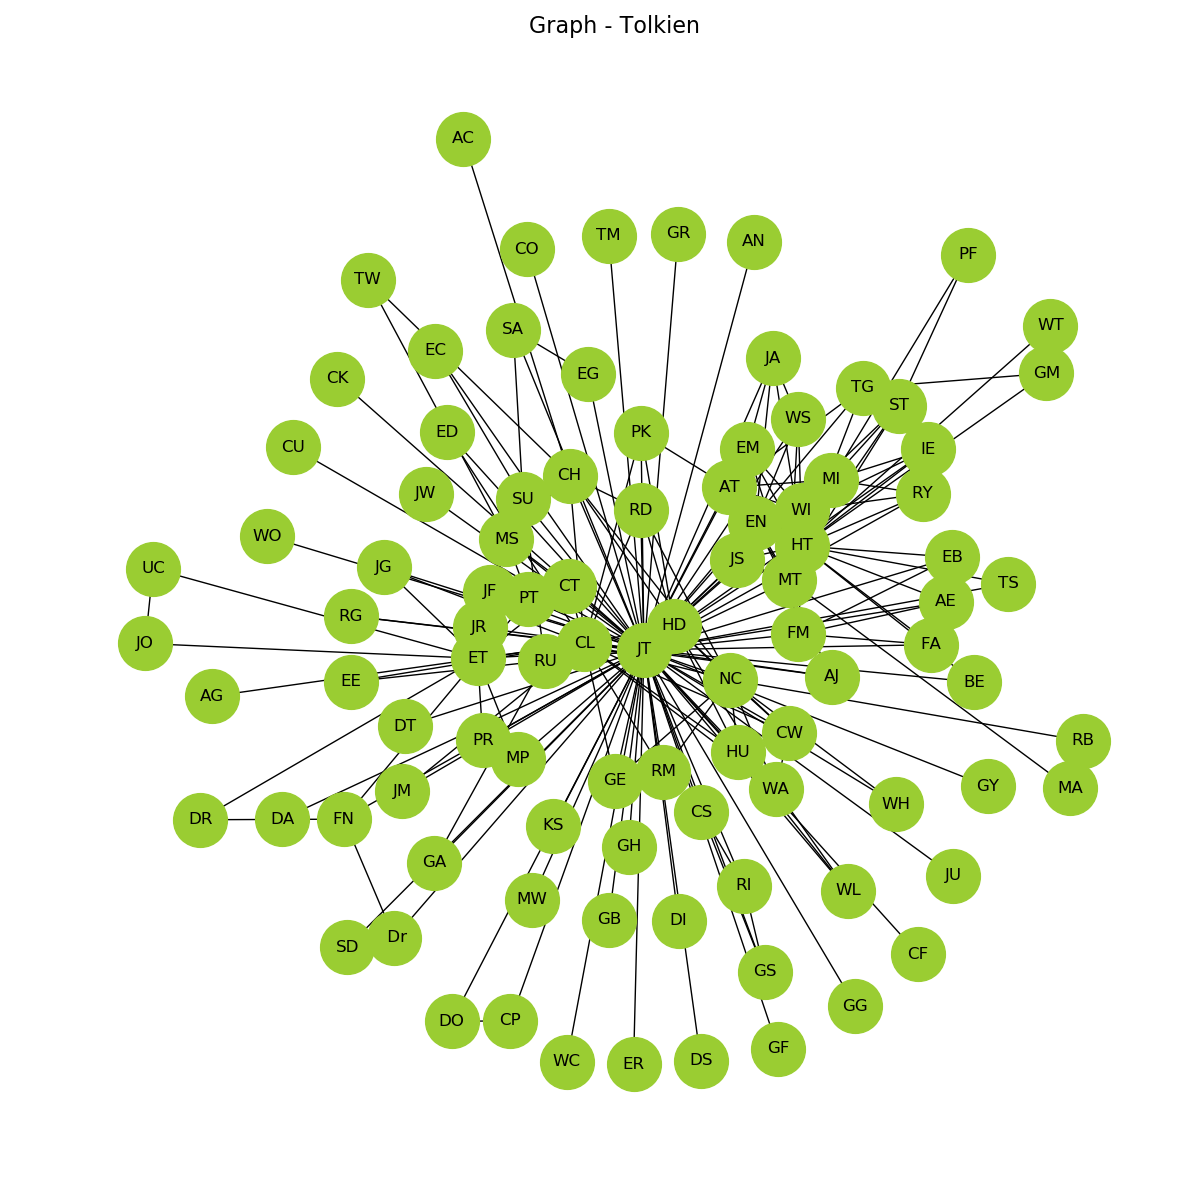 Graph - Tolkien
AC
TM
GR
AN
CO
PF
TW
WT
SA
EC
JA
GM
EG
CK
TG
ST
WS
ED
PK
CU
EM
IE
CH
AT
MI
JW
SU
RY
RD
WI
EN
WO
MS
HT
JS
EB
UC
JG
CT
MT
TS
JF
PT
AE
RG
JR
HD
FM
JO
CL
JT
FA
ET
RU
AJ
NC
EE
BE
AG
DT
CW
PR
RB
HU
MP
RM
GE
WA
GY
MA
JM
WH
CS
DR
DA
FN
KS
GH
GA
JU
RI
WL
MW
GB
DI
Dr
SD
CF
GS
GG
DO
CP
GF
WC
ER
DS